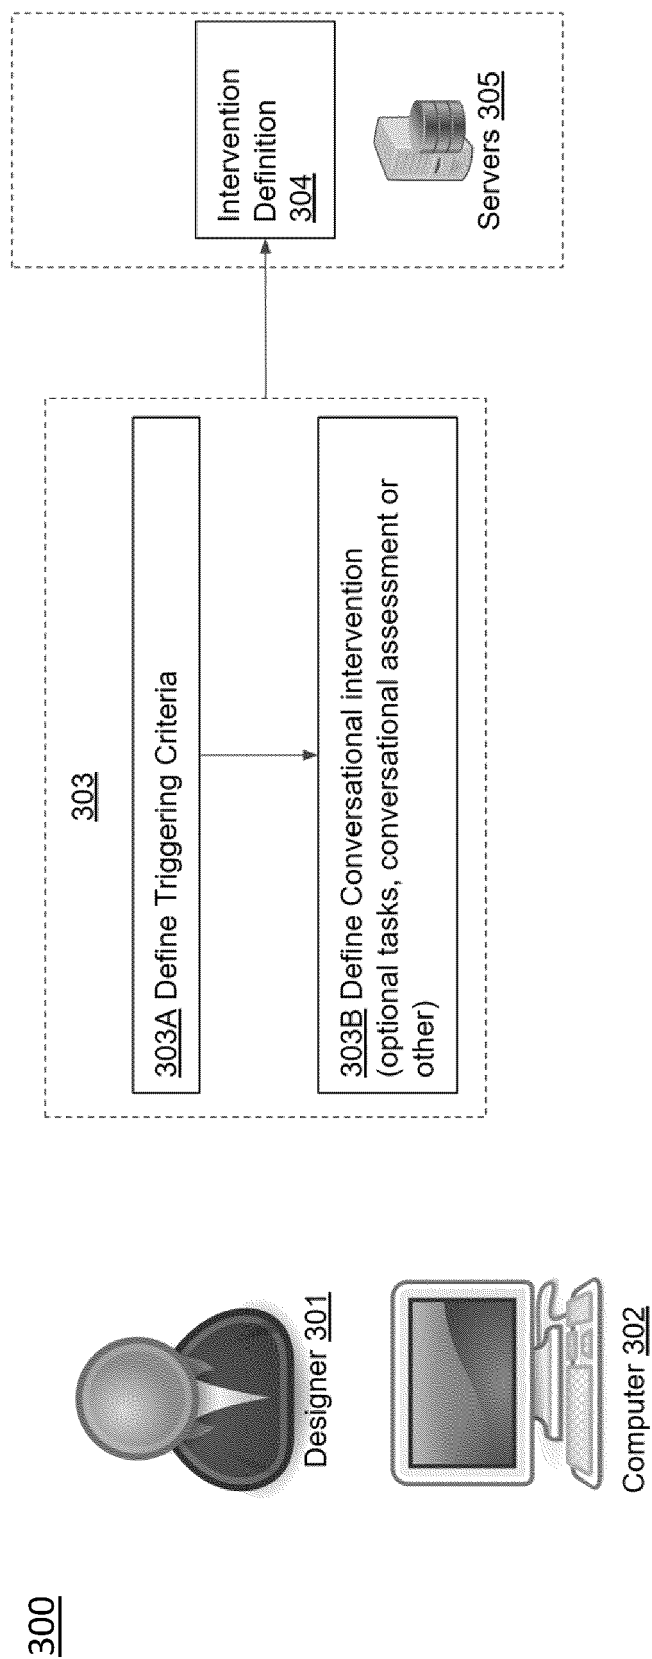 300
Designer 301
Computer 302
303
303A Define Triggering Criteria
303B Define Conversational intervention
(optional tasks, conversational assessment or
other)
Intervention
Definition
304
Servers 305